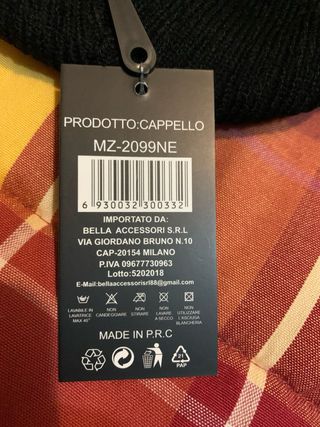 PRODOTTO:CAPPELLO
MZ-2099NE
6 930032 300332
IMPORTATO DA:
BELLA ACCESSORI S.R.L
VIA GIORDANO BRUNO N.10
CAP-20154 MILANO
P.IVA 09677730963
Lotto:5202018
E-Mail:bellaaccessorisrl88@gmail.com
LAVABILE IN LAVATRICE MAX 40° NON CANDEGGIARE NON STIRARE LAVARE A SECCO NON UTILIZZARE L'ASCIUGA BIANCHERIA
MADE IN P.R.C
21
PAP